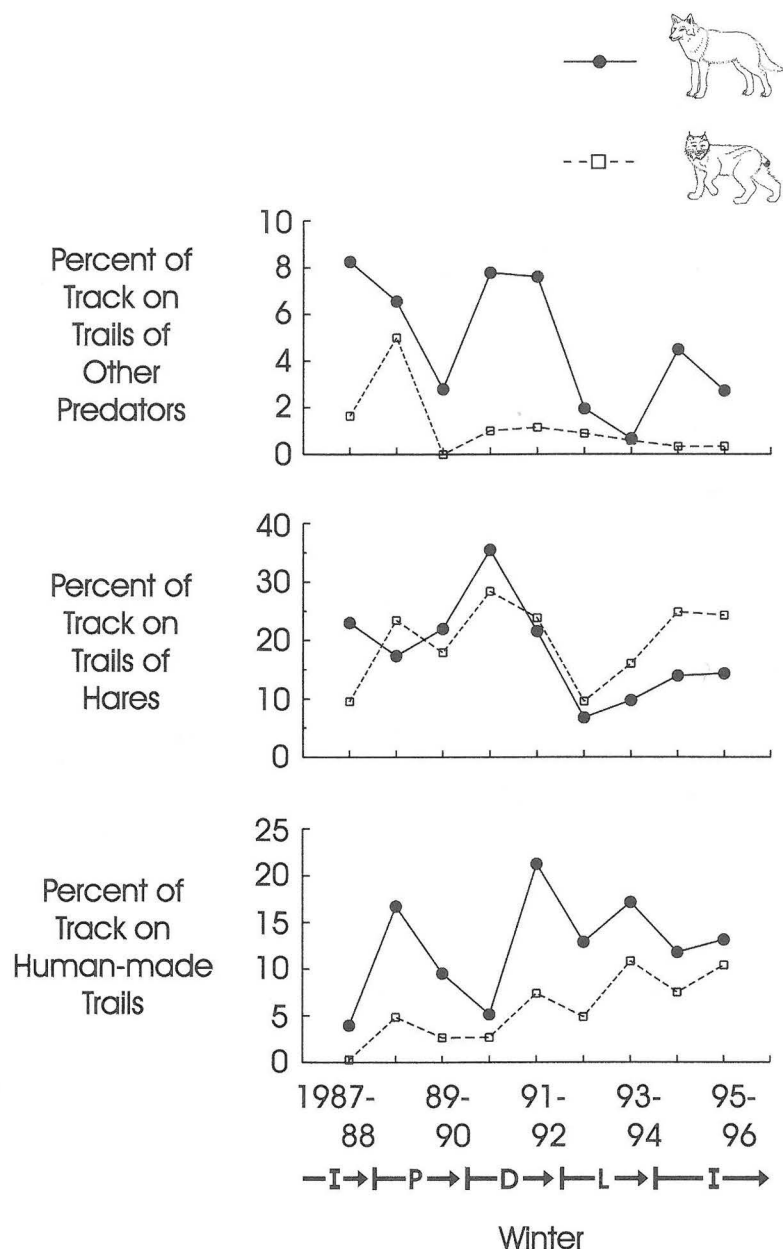 10
8
6
4
2
0
Percent of
Track on
Trails of
Other
Predators
40
30
20
10
0
Percent of
Track on
Trails of
Hares
25
20
15
10
5
0
Percent of
Track on
Human-made
Trails
1987- 89- 91- 93- 95-
88 90 92 94 96
I P D L I
Winter